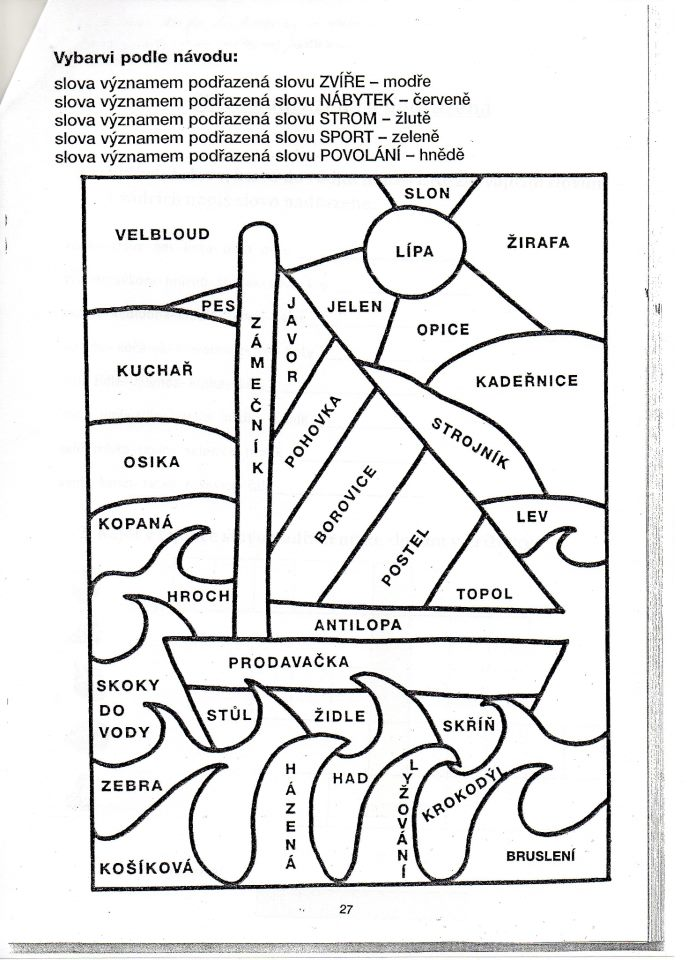 Vybarvi podle návodu:
slova významem podřazená slovu ZVÍŘE – modře
slova významem podřazená slovu NÁBYTEK – červeně
slova významem podřazená slovu STROM – žlutě
slova významem podřazená slovu SPORT – zeleně
slova významem podřazená slovu POVOLÁNÍ – hnědě
SLON
VELBLOUD
LÍPA
ŽIRAFA
PES
JAVOR
JELEN
OPICE
ZÁMEČNÍK
KUCHAŘ
KADEŘNICE
POHOVKA
STROJNÍK
OSIKA
BOROVICE
KOPANÁ
LEV
POSTEL
HROCH
TOPOL
ANTILOPA
PRODAVAČKA
SKOKY
DO
VODY
STŮL
ŽIDLE
SKŘÍŇ
ZEBRA
HÁZENÁ
HAD
LYŽOVÁNÍ
KROKODÝL
KOŠÍKOVÁ
BRUSLENÍ
27